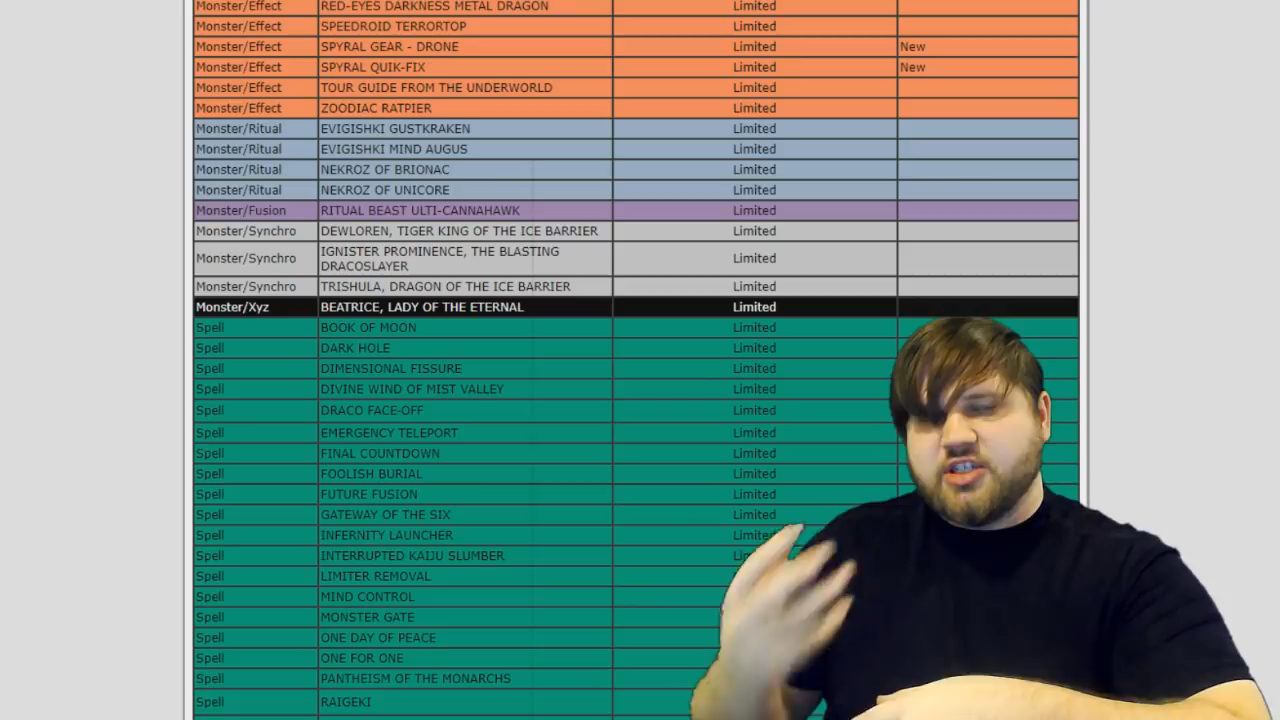 Monster/Effect RED-EYES DARKNESS METAL DRAGON Limited
Monster/Effect SPEEDROID TERRORTOP Limited
Monster/Effect SPYRAL GEAR - DRONE Limited New
Monster/Effect SPYRAL QUIK-FIX Limited New
Monster/Effect TOUR GUIDE FROM THE UNDERWORLD Limited
Monster/Effect ZOODIAC RATPIER Limited
Monster/Ritual EVIGISHKI GUSTKRAKEN Limited
Monster/Ritual EVIGISHKI MIND AUGUS Limited
Monster/Ritual NEKROZ OF BRIONAC Limited
Monster/Ritual NEKROZ OF UNICORE Limited
Monster/Fusion RITUAL BEAST ULTI-CANNAHAWK Limited
Monster/Synchro DEWLOREN, TIGER KING OF THE ICE BARRIER Limited
Monster/Synchro IGNISTER PROMINENCE, THE BLASTING
DRACOSLAYER Limited
Monster/Synchro TRISHULA, DRAGON OF THE ICE BARRIER Limited
Monster/Xyz BEATRICE, LADY OF THE ETERNAL Limited
Spell BOOK OF MOON Limited
Spell DARK HOLE Limited
Spell DIMENSIONAL FISSURE Limited
Spell DIVINE WIND OF MIST VALLEY Limited
Spell DRACO FACE-OFF Limited
Spell EMERGENCY TELEPORT Limited
Spell FINAL COUNTDOWN Limited
Spell FOOLISH BURIAL Limited
Spell FUTURE FUSION Limited
Spell GATEWAY OF THE SIX Limited
Spell INFERNITY LAUNCHER
Spell INTERRUPTED KAIJU SLUMBER
Spell LIMITER REMOVAL
Spell MIND CONTROL
Spell MONSTER GATE
Spell ONE DAY OF PEACE
Spell ONE FOR ONE
Spell PANTHEISM OF THE MONARCHS
Spell RAIGEKI